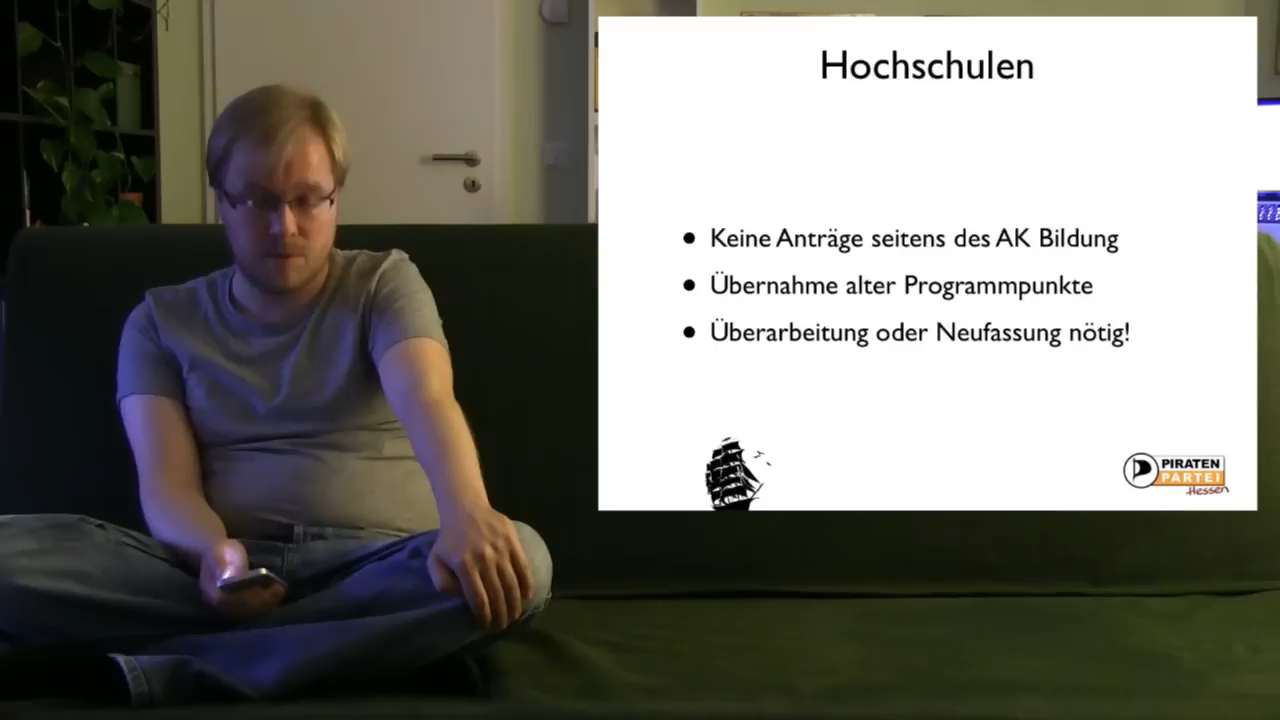 Hochschulen
Keine Anträge seitens des AK Bildung
Übernahme alter Programmpunkte
Überarbeitung oder Neufassung nötig!
PIRATEN
PARTEI
Hessen